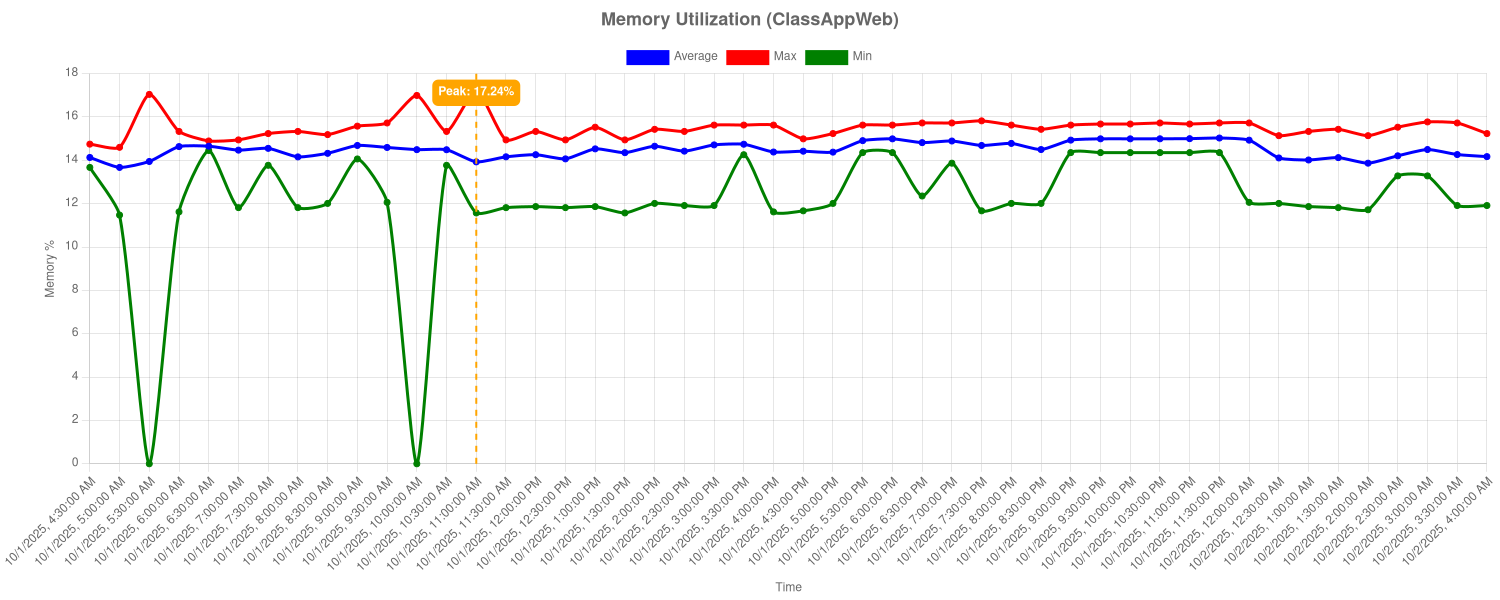 Memory Utilization (ClassAppWeb)
Average
Max
Min
Peak: 17.24%
Memory %
18
16
14
12
10
8
6
4
2
0
10/1/2025, 4:30:00 AM
10/1/2025, 5:00:00 AM
10/1/2025, 5:30:00 AM
10/1/2025, 6:00:00 AM
10/1/2025, 6:30:00 AM
10/1/2025, 7:00:00 AM
10/1/2025, 7:30:00 AM
10/1/2025, 8:00:00 AM
10/1/2025, 8:30:00 AM
10/1/2025, 9:00:00 AM
10/1/2025, 9:30:00 AM
10/1/2025, 10:00:00 AM
10/1/2025, 10:30:00 AM
10/1/2025, 11:00:00 AM
10/1/2025, 11:30:00 AM
10/1/2025, 12:00:00 PM
10/1/2025, 12:30:00 PM
10/1/2025, 1:00:00 PM
10/1/2025, 1:30:00 PM
10/1/2025, 2:00:00 PM
10/1/2025, 2:30:00 PM
10/1/2025, 3:00:00 PM
10/1/2025, 3:30:00 PM
10/1/2025, 4:00:00 PM
10/1/2025, 4:30:00 PM
10/1/2025, 5:00:00 PM
10/1/2025, 5:30:00 PM
10/1/2025, 6:00:00 PM
10/1/2025, 6:30:00 PM
10/1/2025, 7:00:00 PM
10/1/2025, 7:30:00 PM
10/1/2025, 8:00:00 PM
10/1/2025, 8:30:00 PM
10/1/2025, 9:00:00 PM
10/1/2025, 9:30:00 PM
10/1/2025, 10:00:00 PM
10/1/2025, 10:30:00 PM
10/1/2025, 11:00:00 PM
10/1/2025, 11:30:00 PM
10/2/2025, 12:00:00 AM
10/2/2025, 12:30:00 AM
10/2/2025, 1:00:00 AM
10/2/2025, 1:30:00 AM
10/2/2025, 2:00:00 AM
10/2/2025, 2:30:00 AM
10/2/2025, 3:00:00 AM
10/2/2025, 3:30:00 AM
10/2/2025, 4:00:00 AM
Time